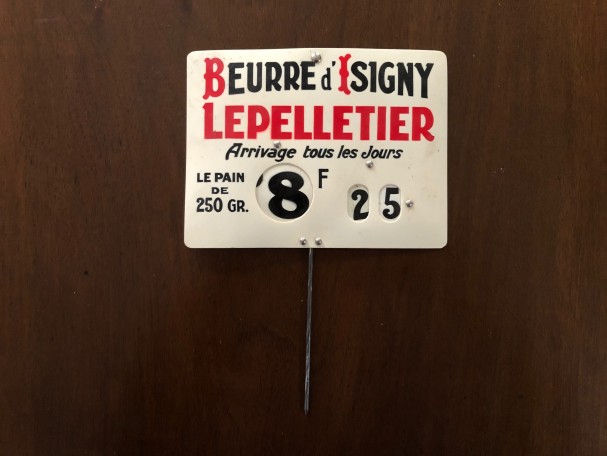 BEURRE d'ISIGNY
LEPELLETIER
Arrivage tous les Jours
LE PAIN
DE
250 GR.
8 F 25